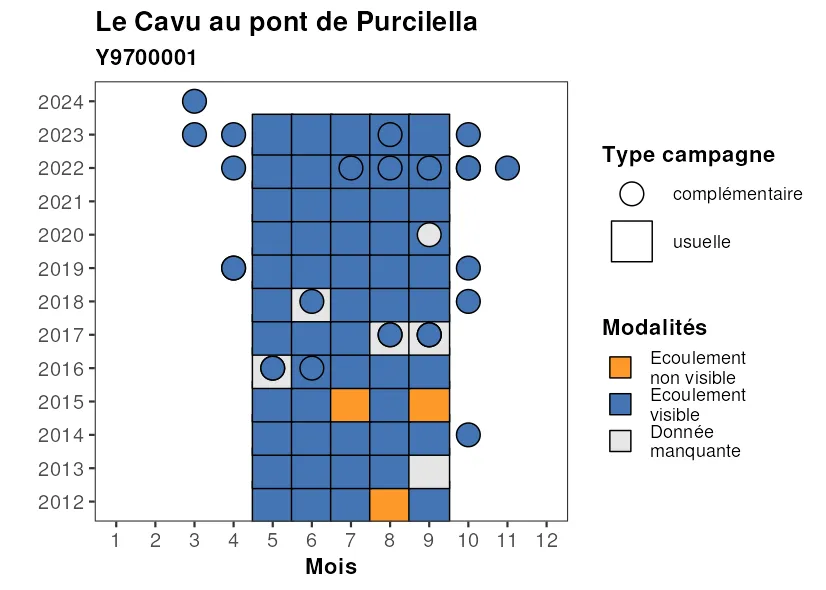 Le Cavu au pont de Purcilella
Y9700001
2024
2023
2022
2021
2020
2019
2018
2017
2016
2015
2014
2013
2012
1 2 3 4 5 6 7 8 9 10 11 12
Mois
Type campagne
complémentaire
usuelle
Modalités
Ecoulement
non visible
Ecoulement
visible
Donnée
manquante